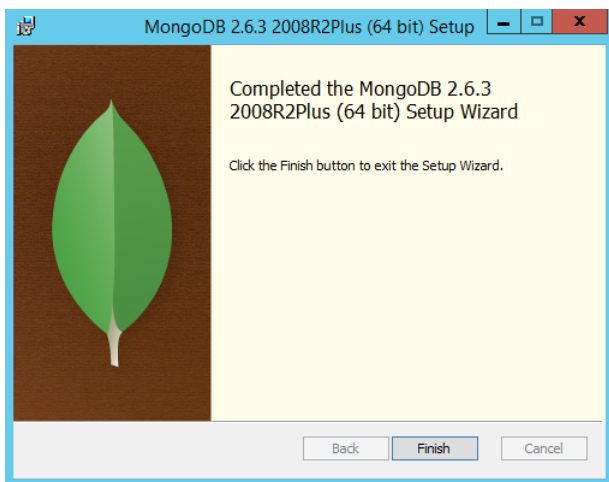 MongoDB 2.6.3 2008R2Plus (64 bit) Setup
Completed the MongoDB 2.6.3
2008R2Plus (64 bit) Setup Wizard
Click the Finish button to exit the Setup Wizard.
Back Finish Cancel